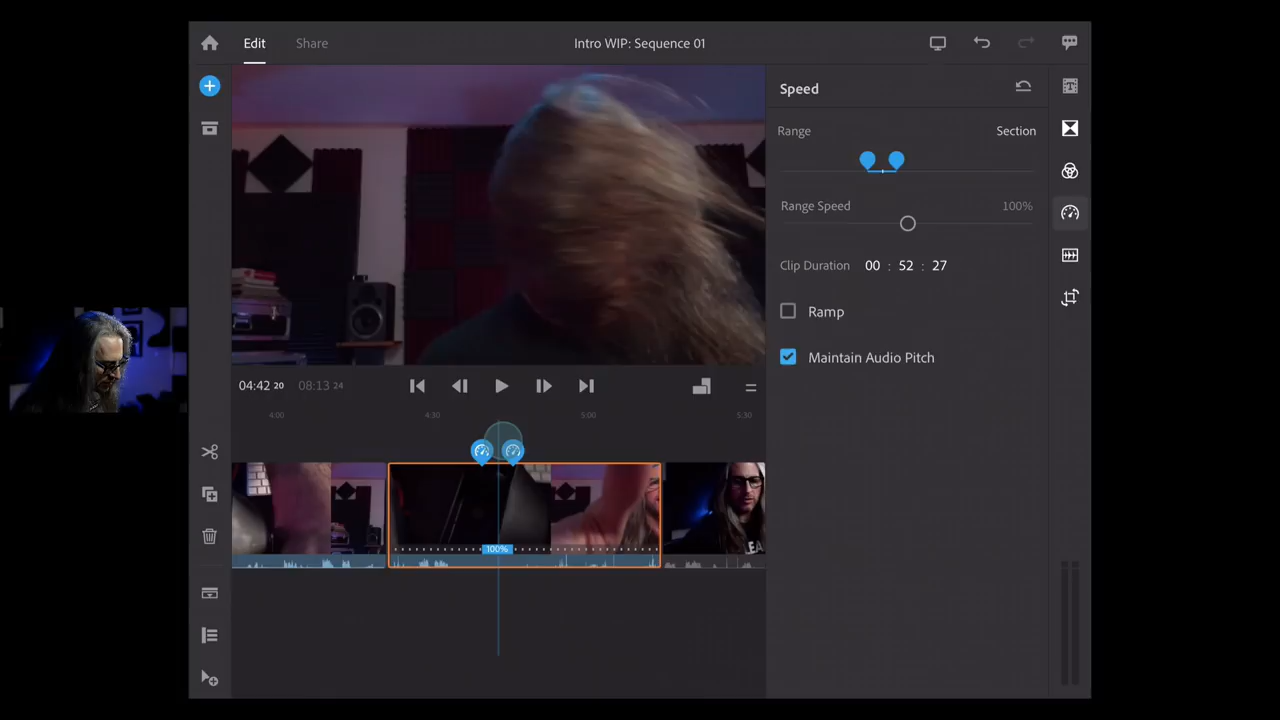 Edit
Share
Intro WIP: Sequence 01
Speed
Range
Section
Range Speed
100%
Clip Duration
00 : 52 : 27
Ramp
Maintain Audio Pitch
04:42 20
08:13 24
4:00
4:30
5:00
5:30
100%
LEA